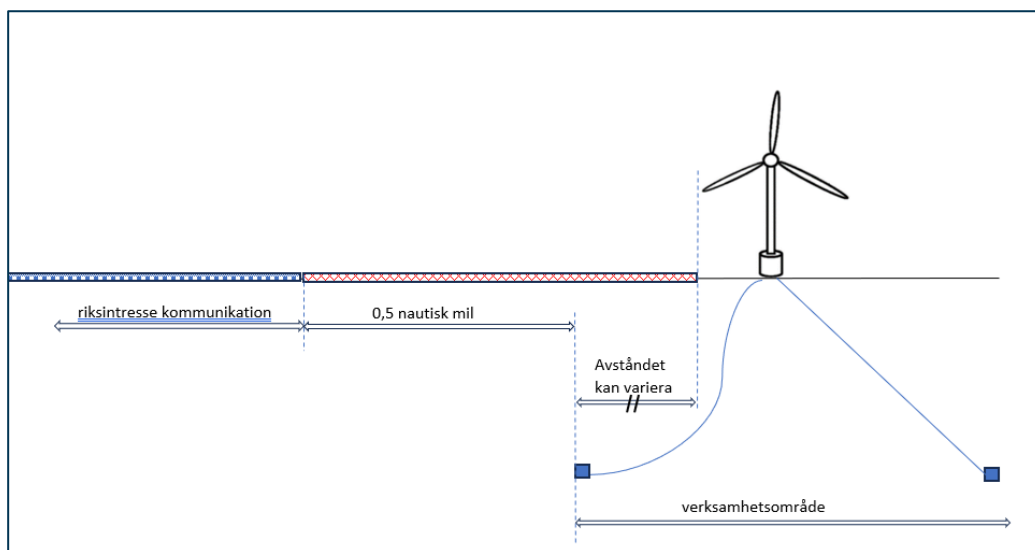 riksintresse kommunikation
0,5 nautisk mil
Avståndet
kan variera
verksamhetsområde